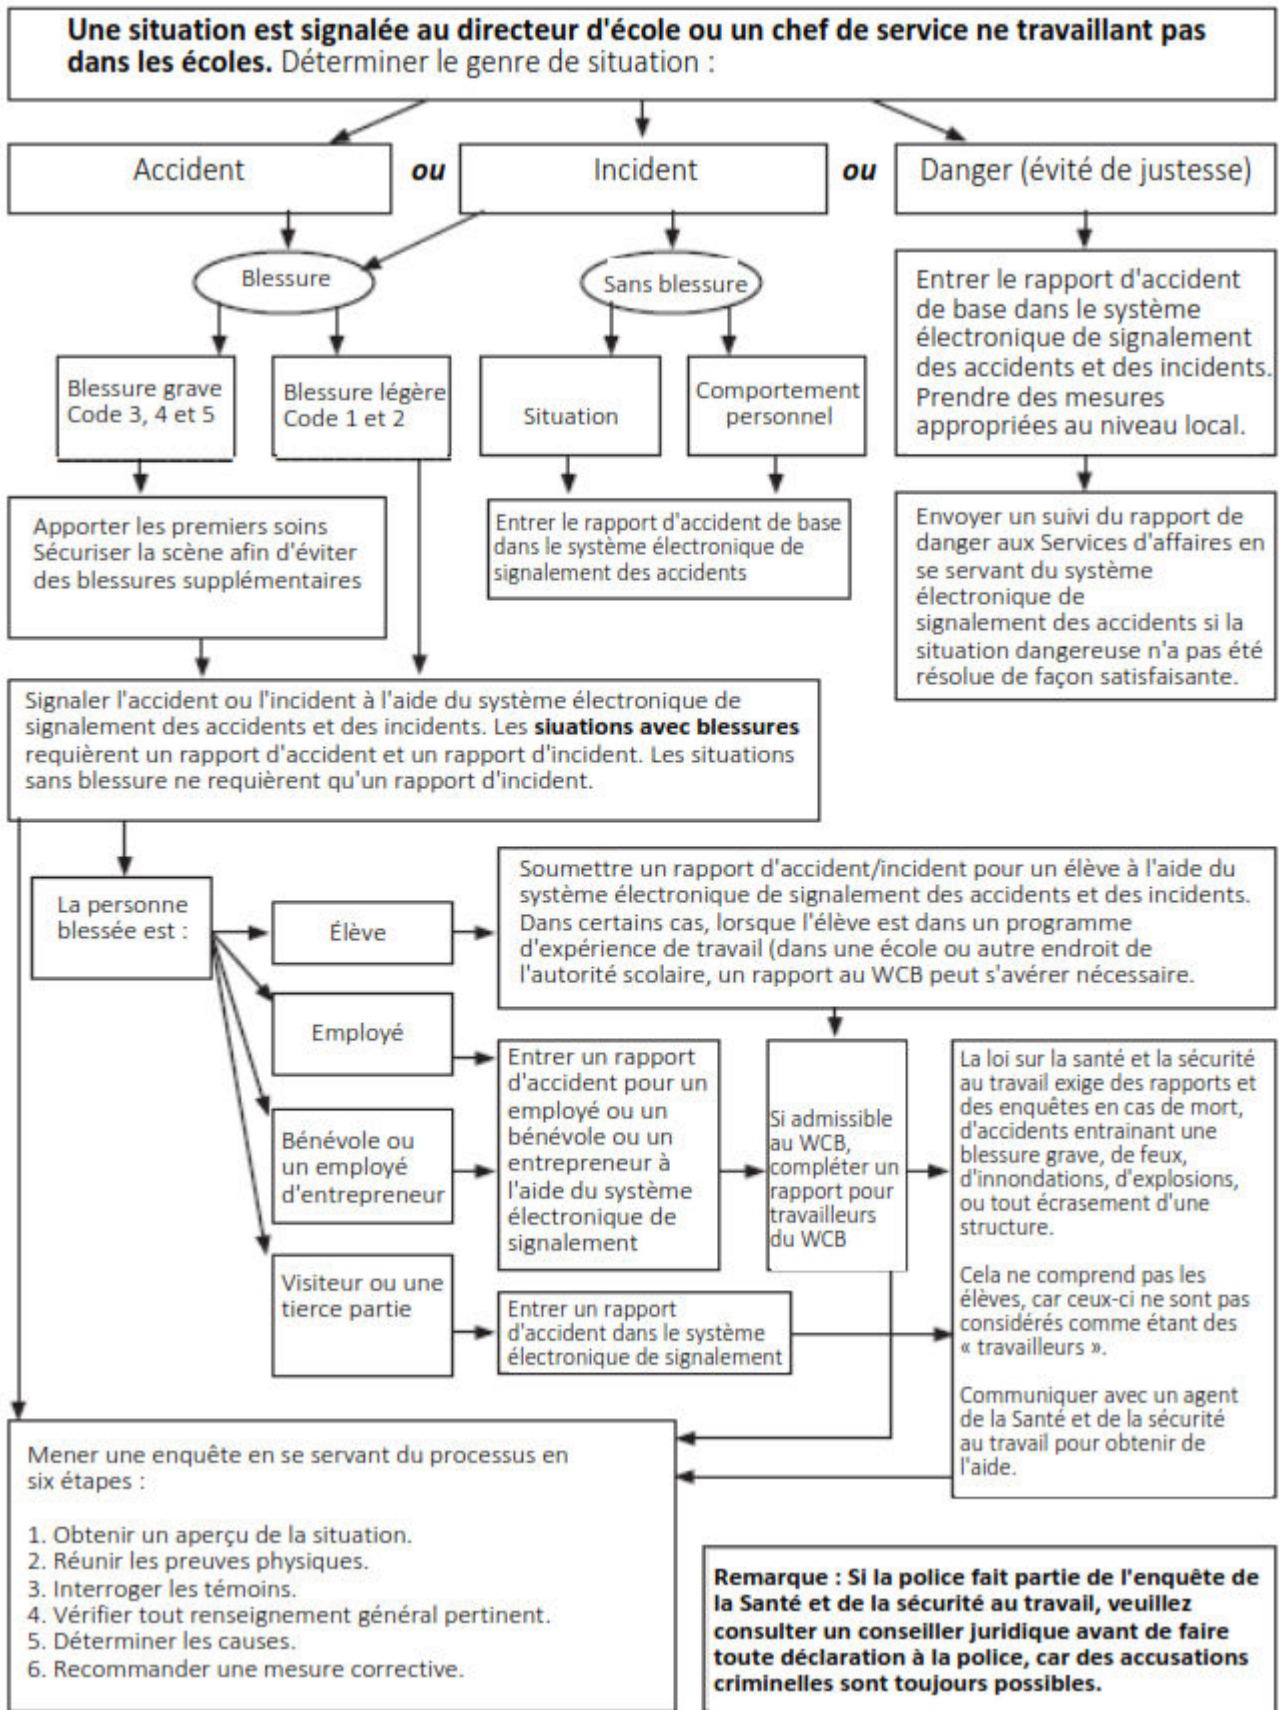 Une situation est signalée au directeur d'école ou un chef de service ne travaillant pas
dans les écoles. Déterminer le genre de situation :
Accident
ou
Incident
ou
Danger (évité de justesse)
Blessure
Sans blessure
Entrer le rapport d'accident
de base dans le système
électronique de signalement
des accidents et des incidents.
Prendre des mesures
appropriées au niveau local.
Blessure grave
Code 3, 4 et 5
Blessure légère
Code 1 et 2
Situation
Comportement
personnel
Apporter les premiers soins
Sécuriser la scène afin d'éviter
des blessures supplémentaires
Entrer le rapport d'accident de base
dans le système électronique de
signalement des accidents
Envoyer un suivi du rapport de
danger aux Services d'affaires en
se servant du système
électronique de
signalement des accidents si la
situation dangereuse n'a pas été
résolue de façon satisfaisante.
Signaler l'accident ou l'incident à l'aide du système électronique de
signalement des accidents et des incidents. Les siuations avec blessures
requièrent un rapport d'accident et un rapport d'incident. Les situations
sans blessure ne requièrent qu'un rapport d'incident.
La personne
blessée est :
Élève
Soumettre un rapport d'accident/incident pour un élève à l'aide du
système électronique de signalement des accidents et des incidents.
Dans certains cas, lorsque l'élève est dans un programme
d'expérience de travail (dans une école ou autre endroit de
l'autorité scolaire, un rapport au WCB peut s'avérer nécessaire.
Employé
Bénévole ou
un employé
d'entrepreneur
Entrer un rapport
d'accident pour un
employé ou un
bénévole ou un
entrepreneur à
l'aide du système
électronique de
signalement
Si admissible
au WCB,
compléter un
rapport pour
travailleurs
du WCB
La loi sur la santé et la sécurité
au travail exige des rapports et
des enquêtes en cas de mort,
d'accidents entrainant une
blessure grave, de feux,
d'innondations, d'explosions,
ou tout écrasement d'une
structure.
Cela ne comprend pas les
élèves, car ceux-ci ne sont pas
considérés comme étant des
« travailleurs ».
Communiquer avec un agent
de la Santé et de la sécurité
au travail pour obtenir de
l'aide.
Visiteur ou une
tierce partie
Entrer un rapport
d'accident dans le système
électronique de signalement
Mener une enquête en se servant du processus en
six étapes :
1. Obtenir un aperçu de la situation.
2. Réunir les preuves physiques.
3. Interroger les témoins.
4. Vérifier tout renseignement général pertinent.
5. Déterminer les causes.
6. Recommander une mesure corrective.
Remarque : Si la police fait partie de l'enquête de
la Santé et de la sécurité au travail, veuillez
consulter un conseiller juridique avant de faire
toute déclaration à la police, car des accusations
criminelles sont toujours possibles.